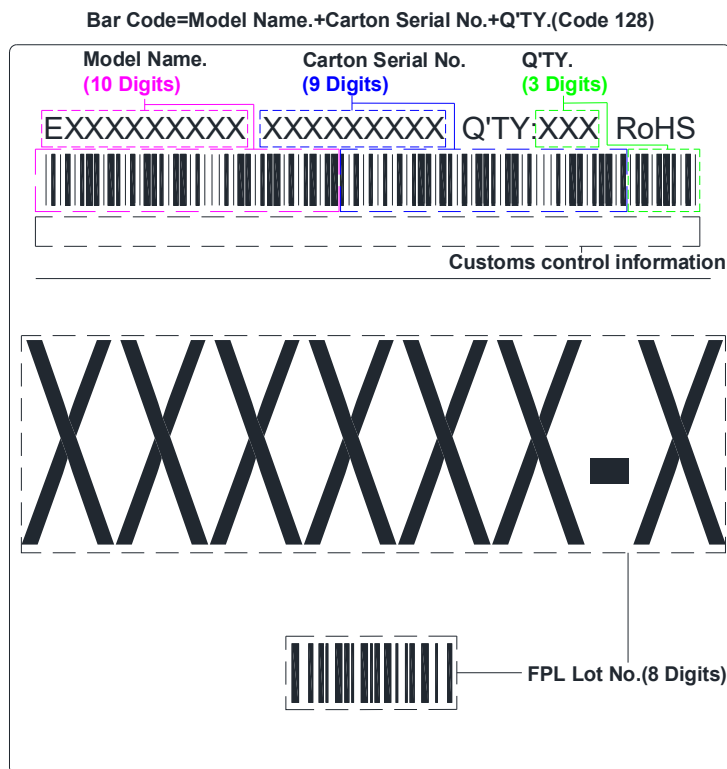 Bar Code=Model Name.+Carton Serial No.+Q'TY.(Code 128)
Model Name. Carton Serial No. Q'TY.
(10 Digits) (9 Digits) (3 Digits)
EXXXXXXXXX XXXXXXXXX Q'TY:XXX RoHS
Customs control information
XXXXXX-X
FPL Lot No.(8 Digits)